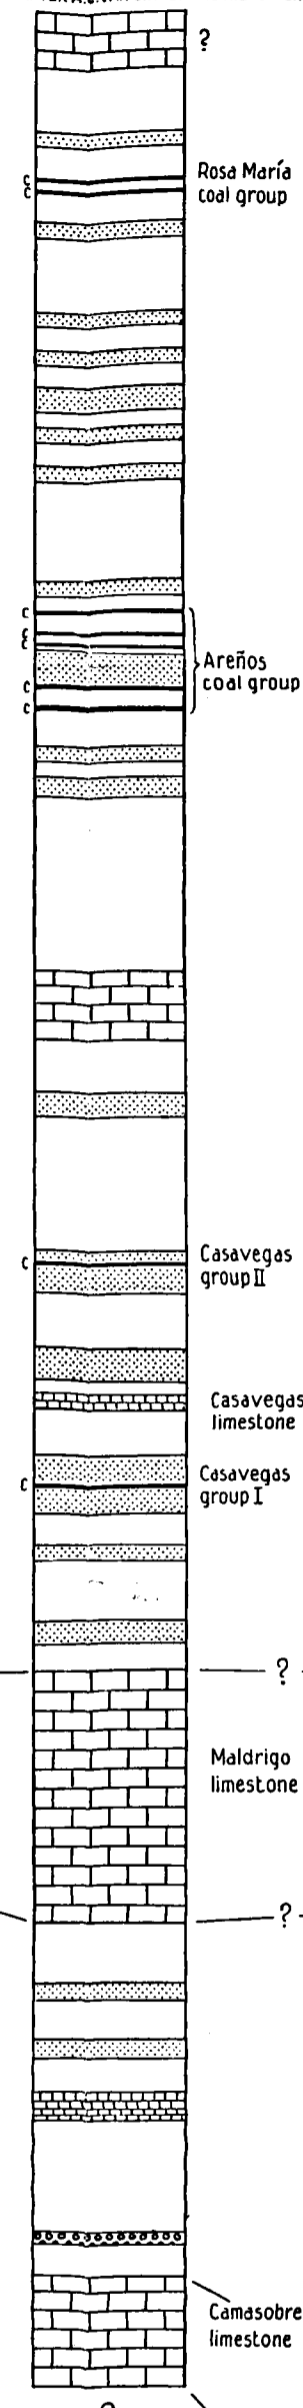 ?
Rosa María
coal group
c
c
c
c
c
Areños
coal group
c
c
Casavegas
group II
c
Casavegas
limestone
Casavegas
group I
c
?
Maldrigo
limestone
?
Camasobre
limestone